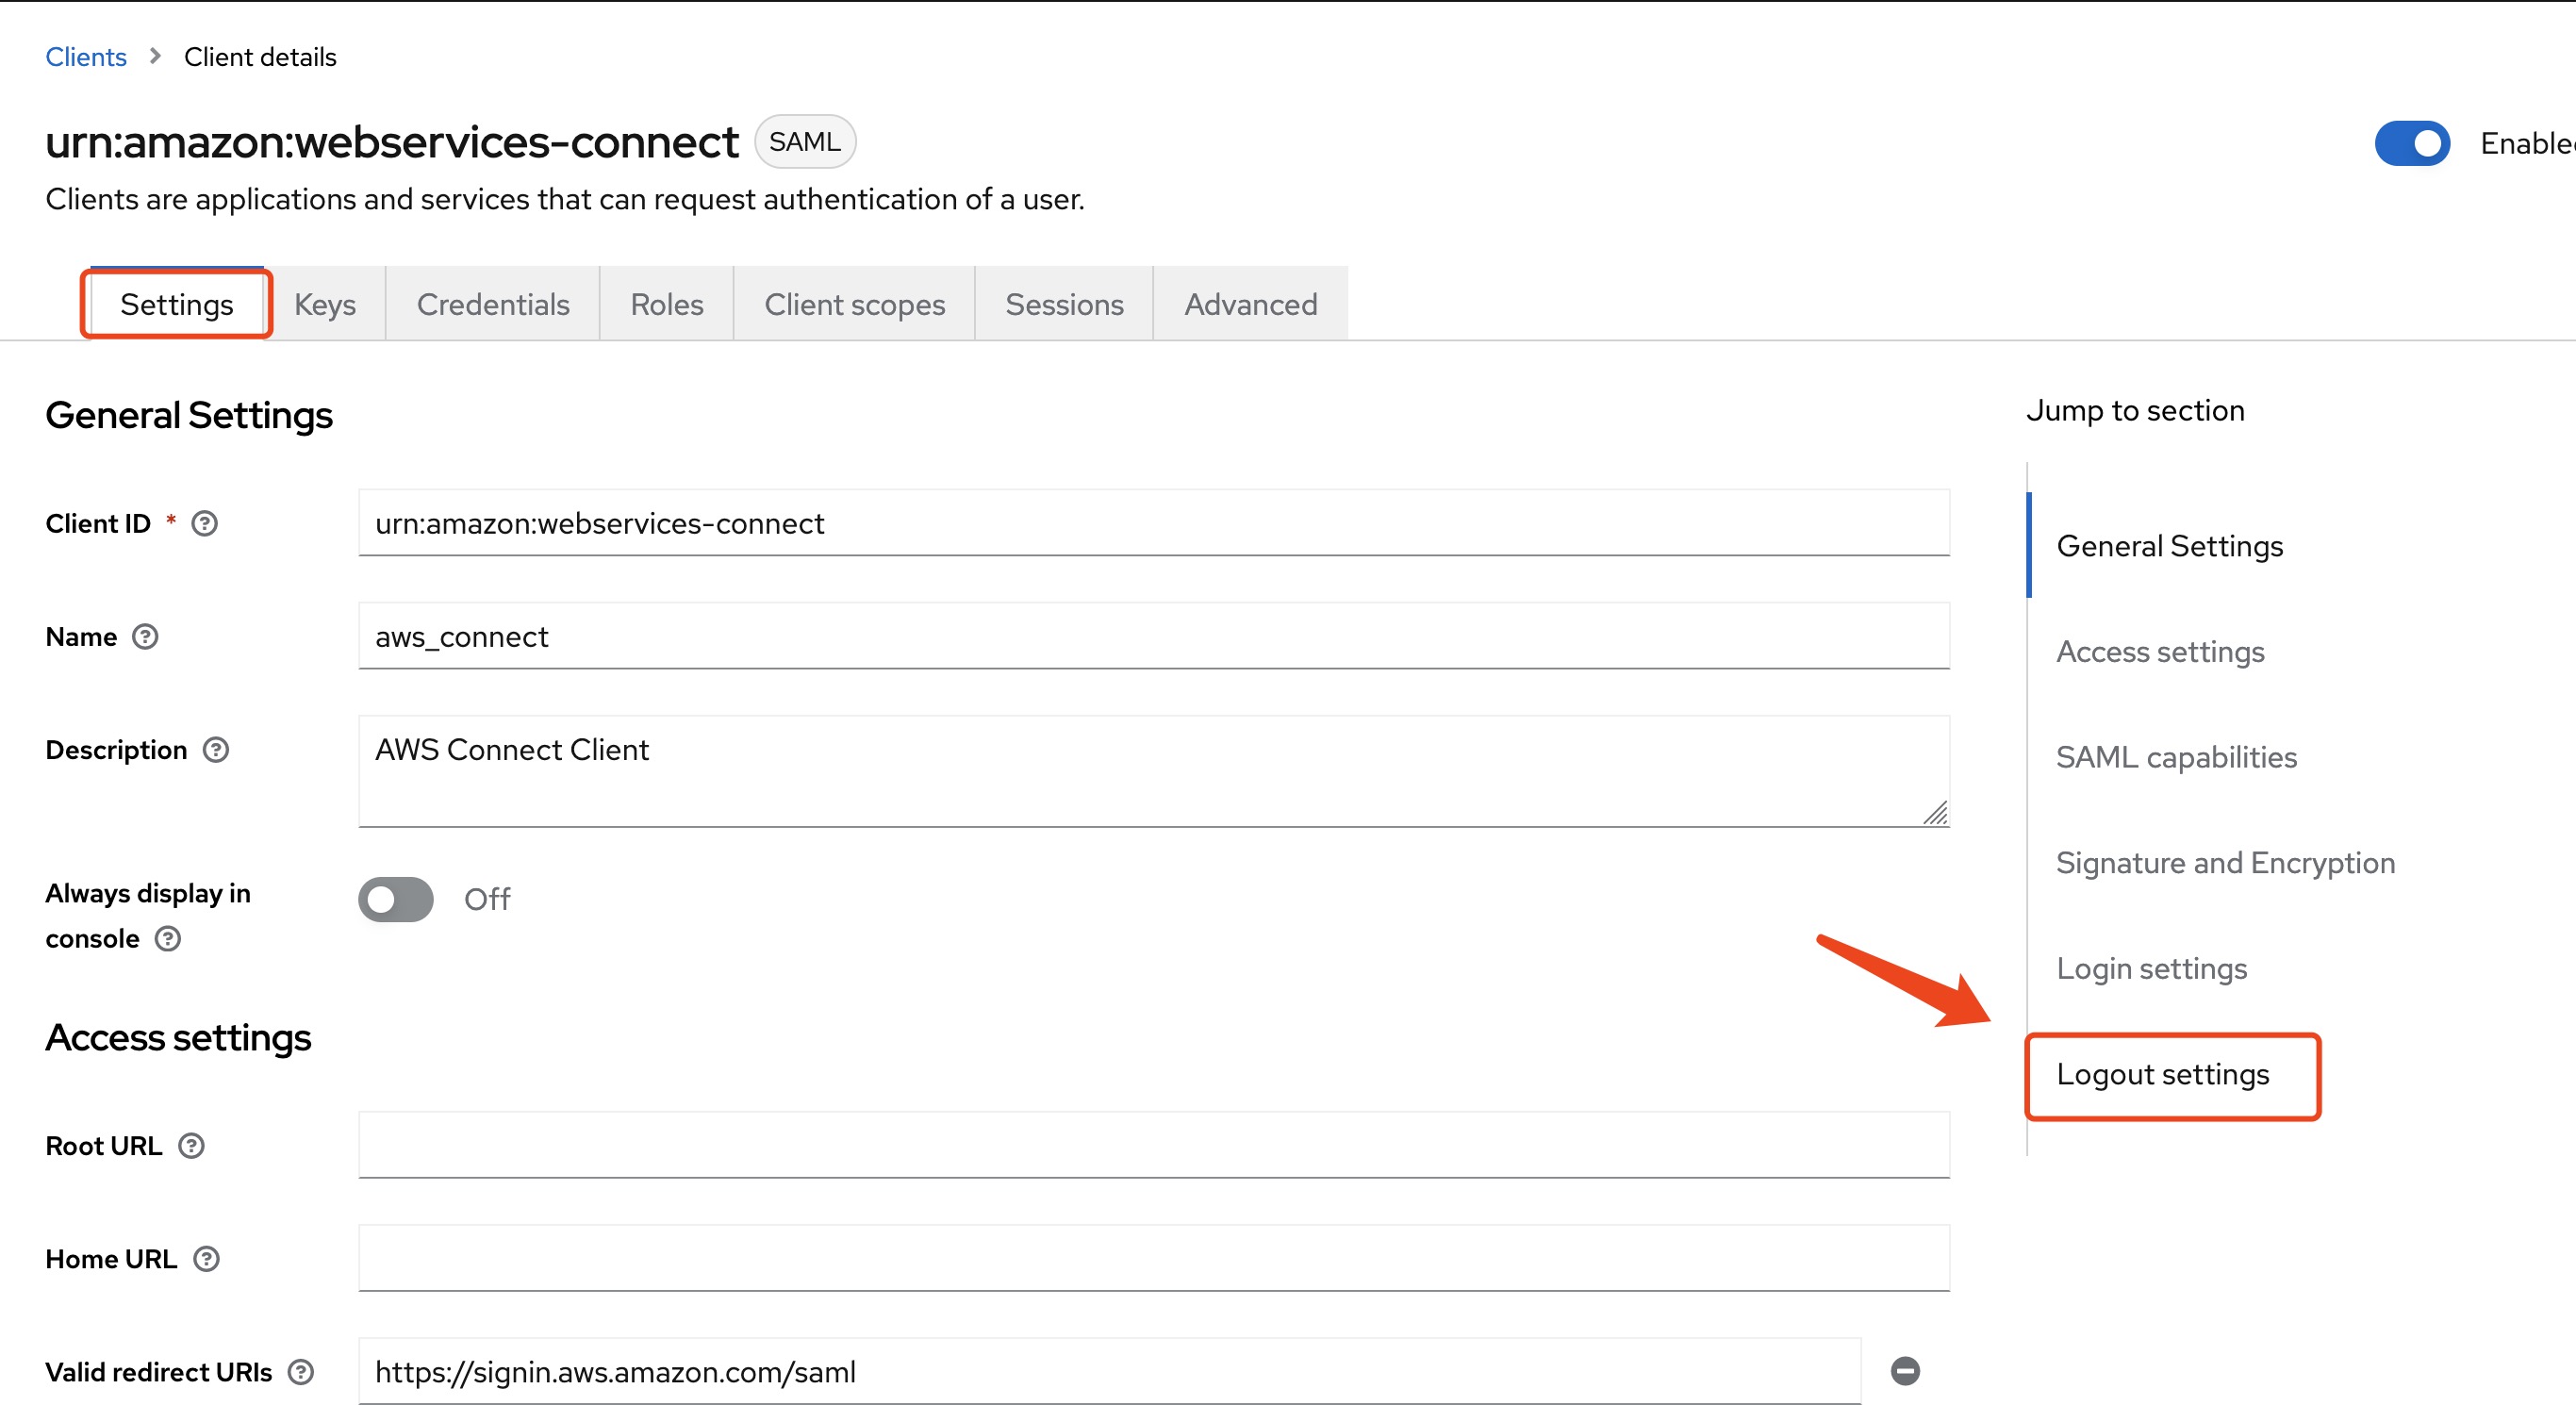 Clients > Client details
urn:amazon:webservices-connect SAML
Enable
Clients are applications and services that can request authentication of a user.
Settings Keys Credentials Roles Client scopes Sessions Advanced
General Settings
Client ID * urn:amazon:webservices-connect
Name aws_connect
Description AWS Connect Client
Always display in
console
Off
Access settings
Root URL
Home URL
Valid redirect URIs https://signin.aws.amazon.com/saml
Jump to section
General Settings
Access settings
SAML capabilities
Signature and Encryption
Login settings
Logout settings